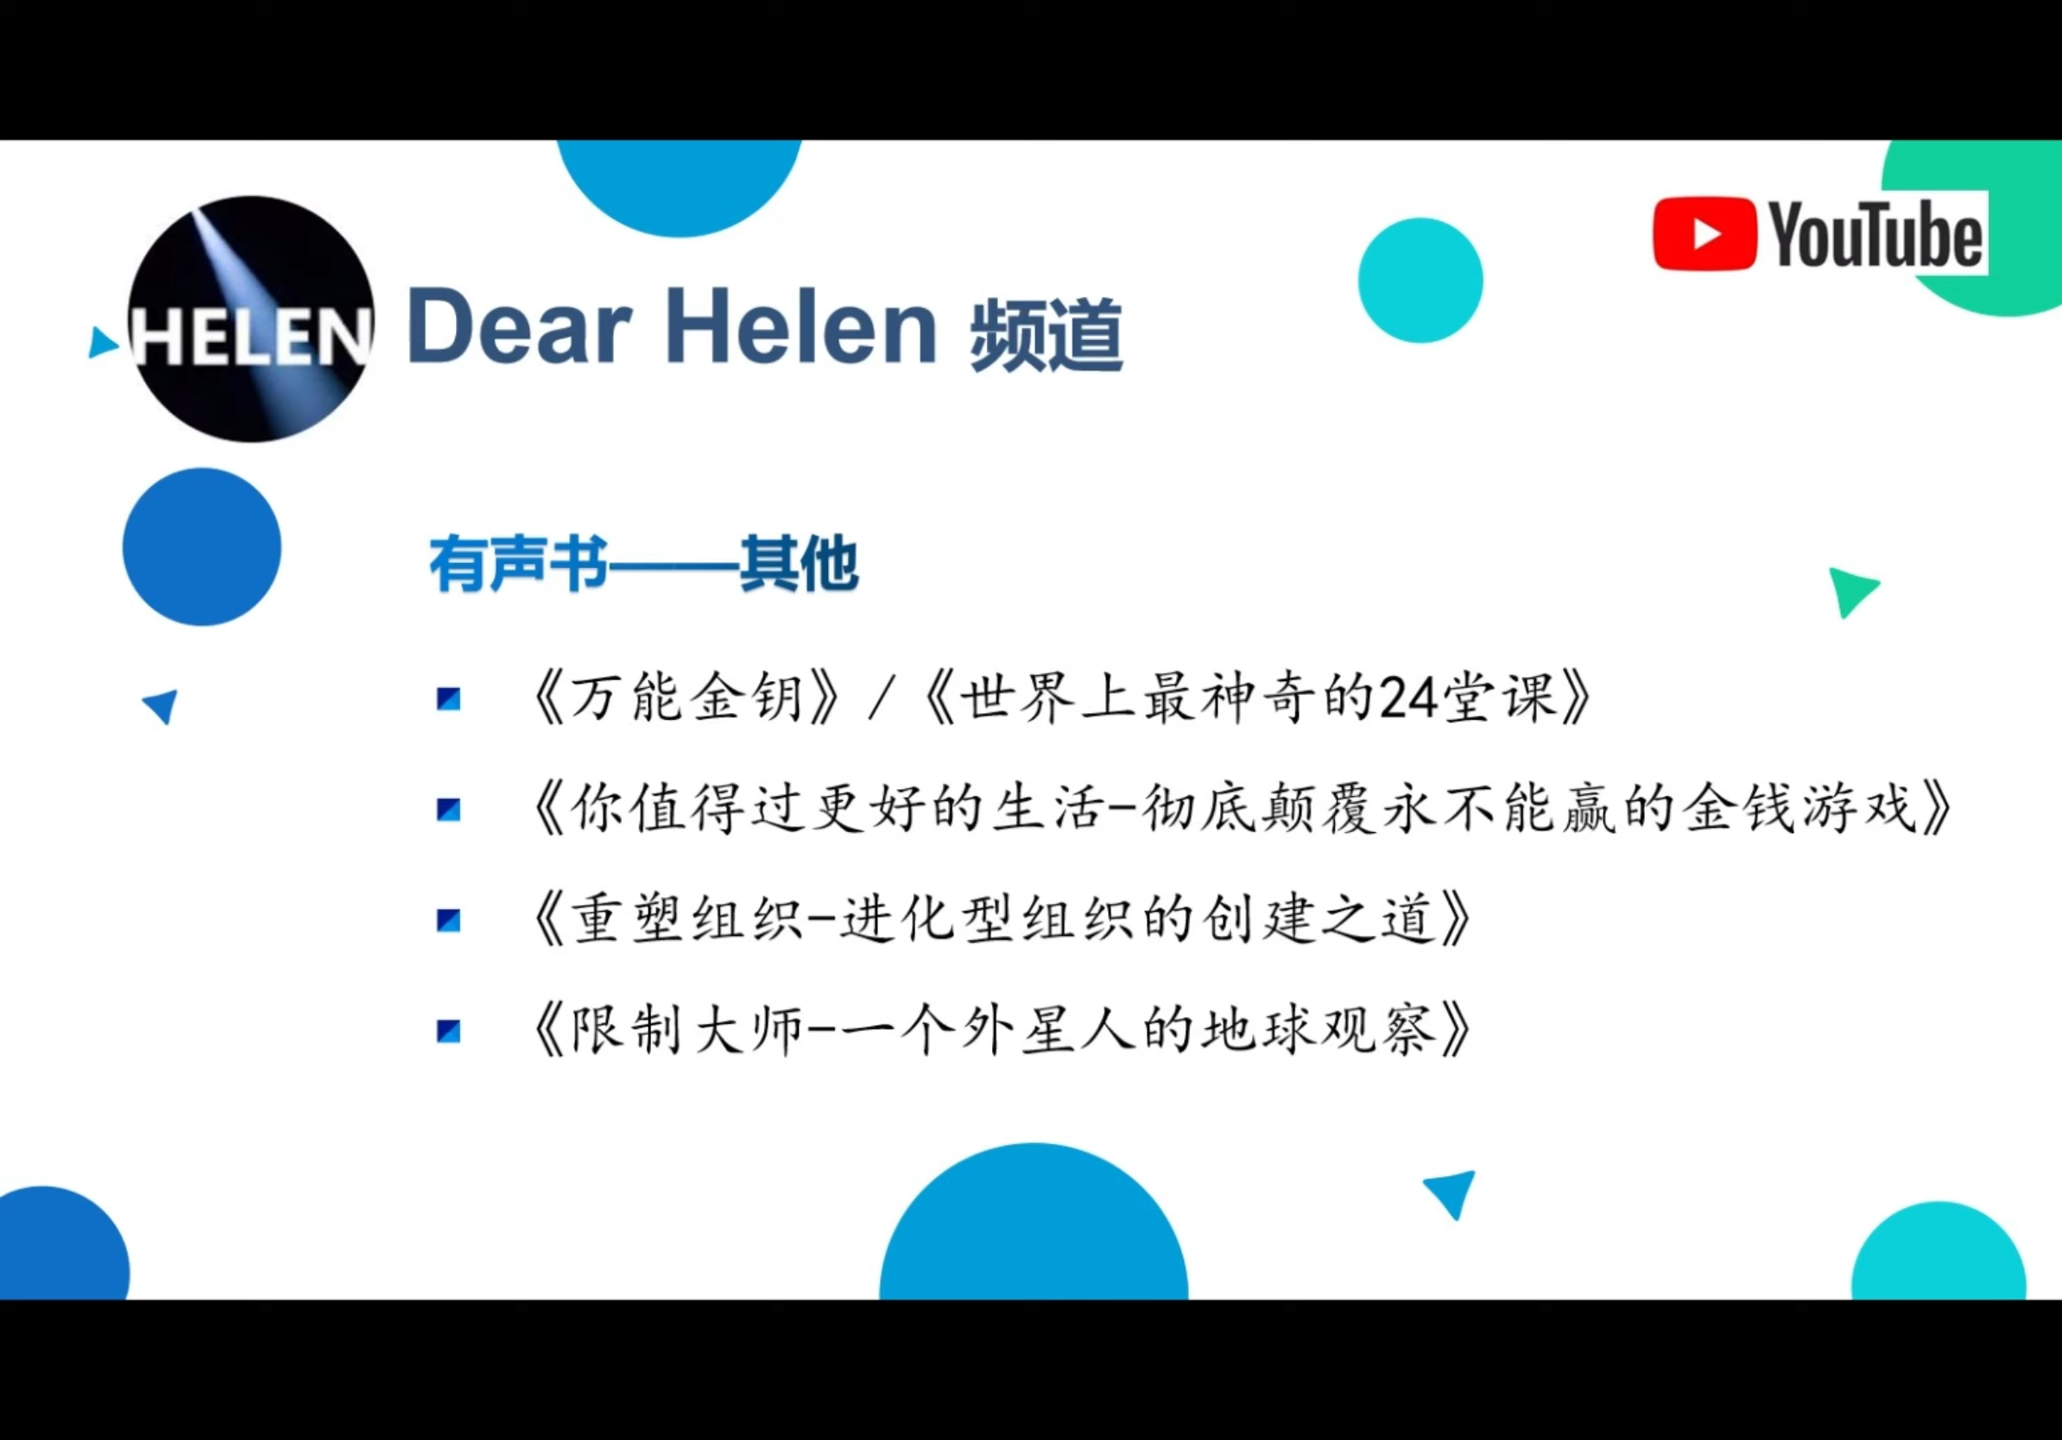 YouTube
HELEN
Dear Helen 频道
有声书——其他
《万能金钥》/《世界上最神奇的24堂课》
《你值得过更好的生活-彻底颠覆永不能赢的金钱游戏》
《重塑组织-进化型组织的创建之道》
《限制大师-一个外星人的地球观察》